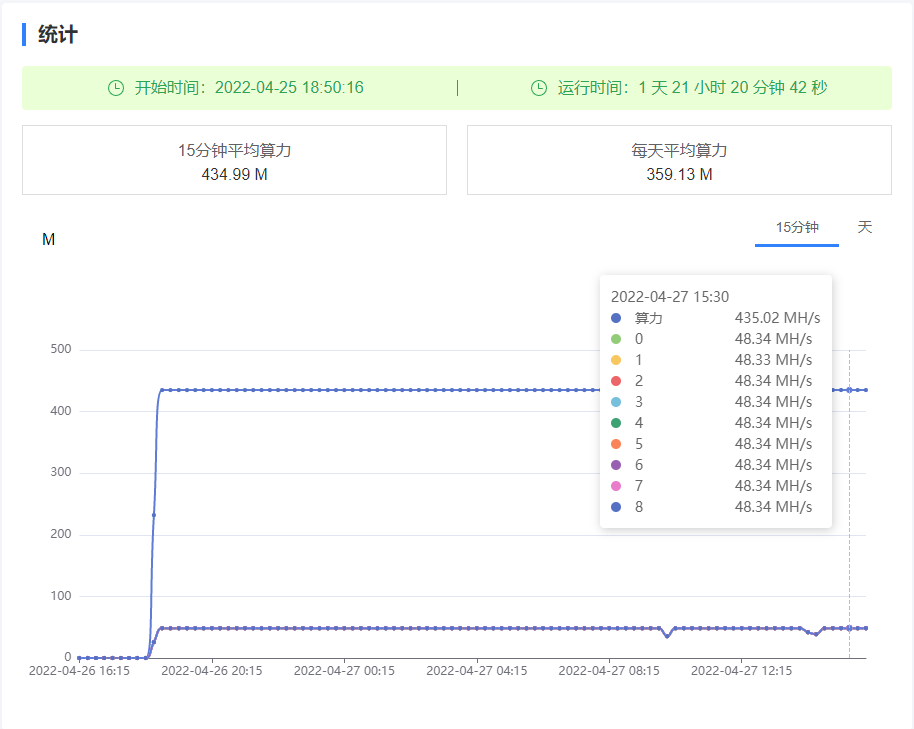 统计
开始时间：2022-04-25 18:50:16 | 运行时间：1 天 21 小时 20 分钟 42 秒
15分钟平均算力
434.99 M
每天平均算力
359.13 M
M
15分钟 天
2022-04-27 15:30
算力 435.02 MH/s
0 48.34 MH/s
1 48.33 MH/s
2 48.34 MH/s
3 48.34 MH/s
4 48.34 MH/s
5 48.34 MH/s
6 48.34 MH/s
7 48.34 MH/s
8 48.34 MH/s
500
400
300
200
100
0
2022-04-26 16:15 2022-04-26 20:15 2022-04-27 00:15 2022-04-27 04:15 2022-04-27 08:15 2022-04-27 12:15